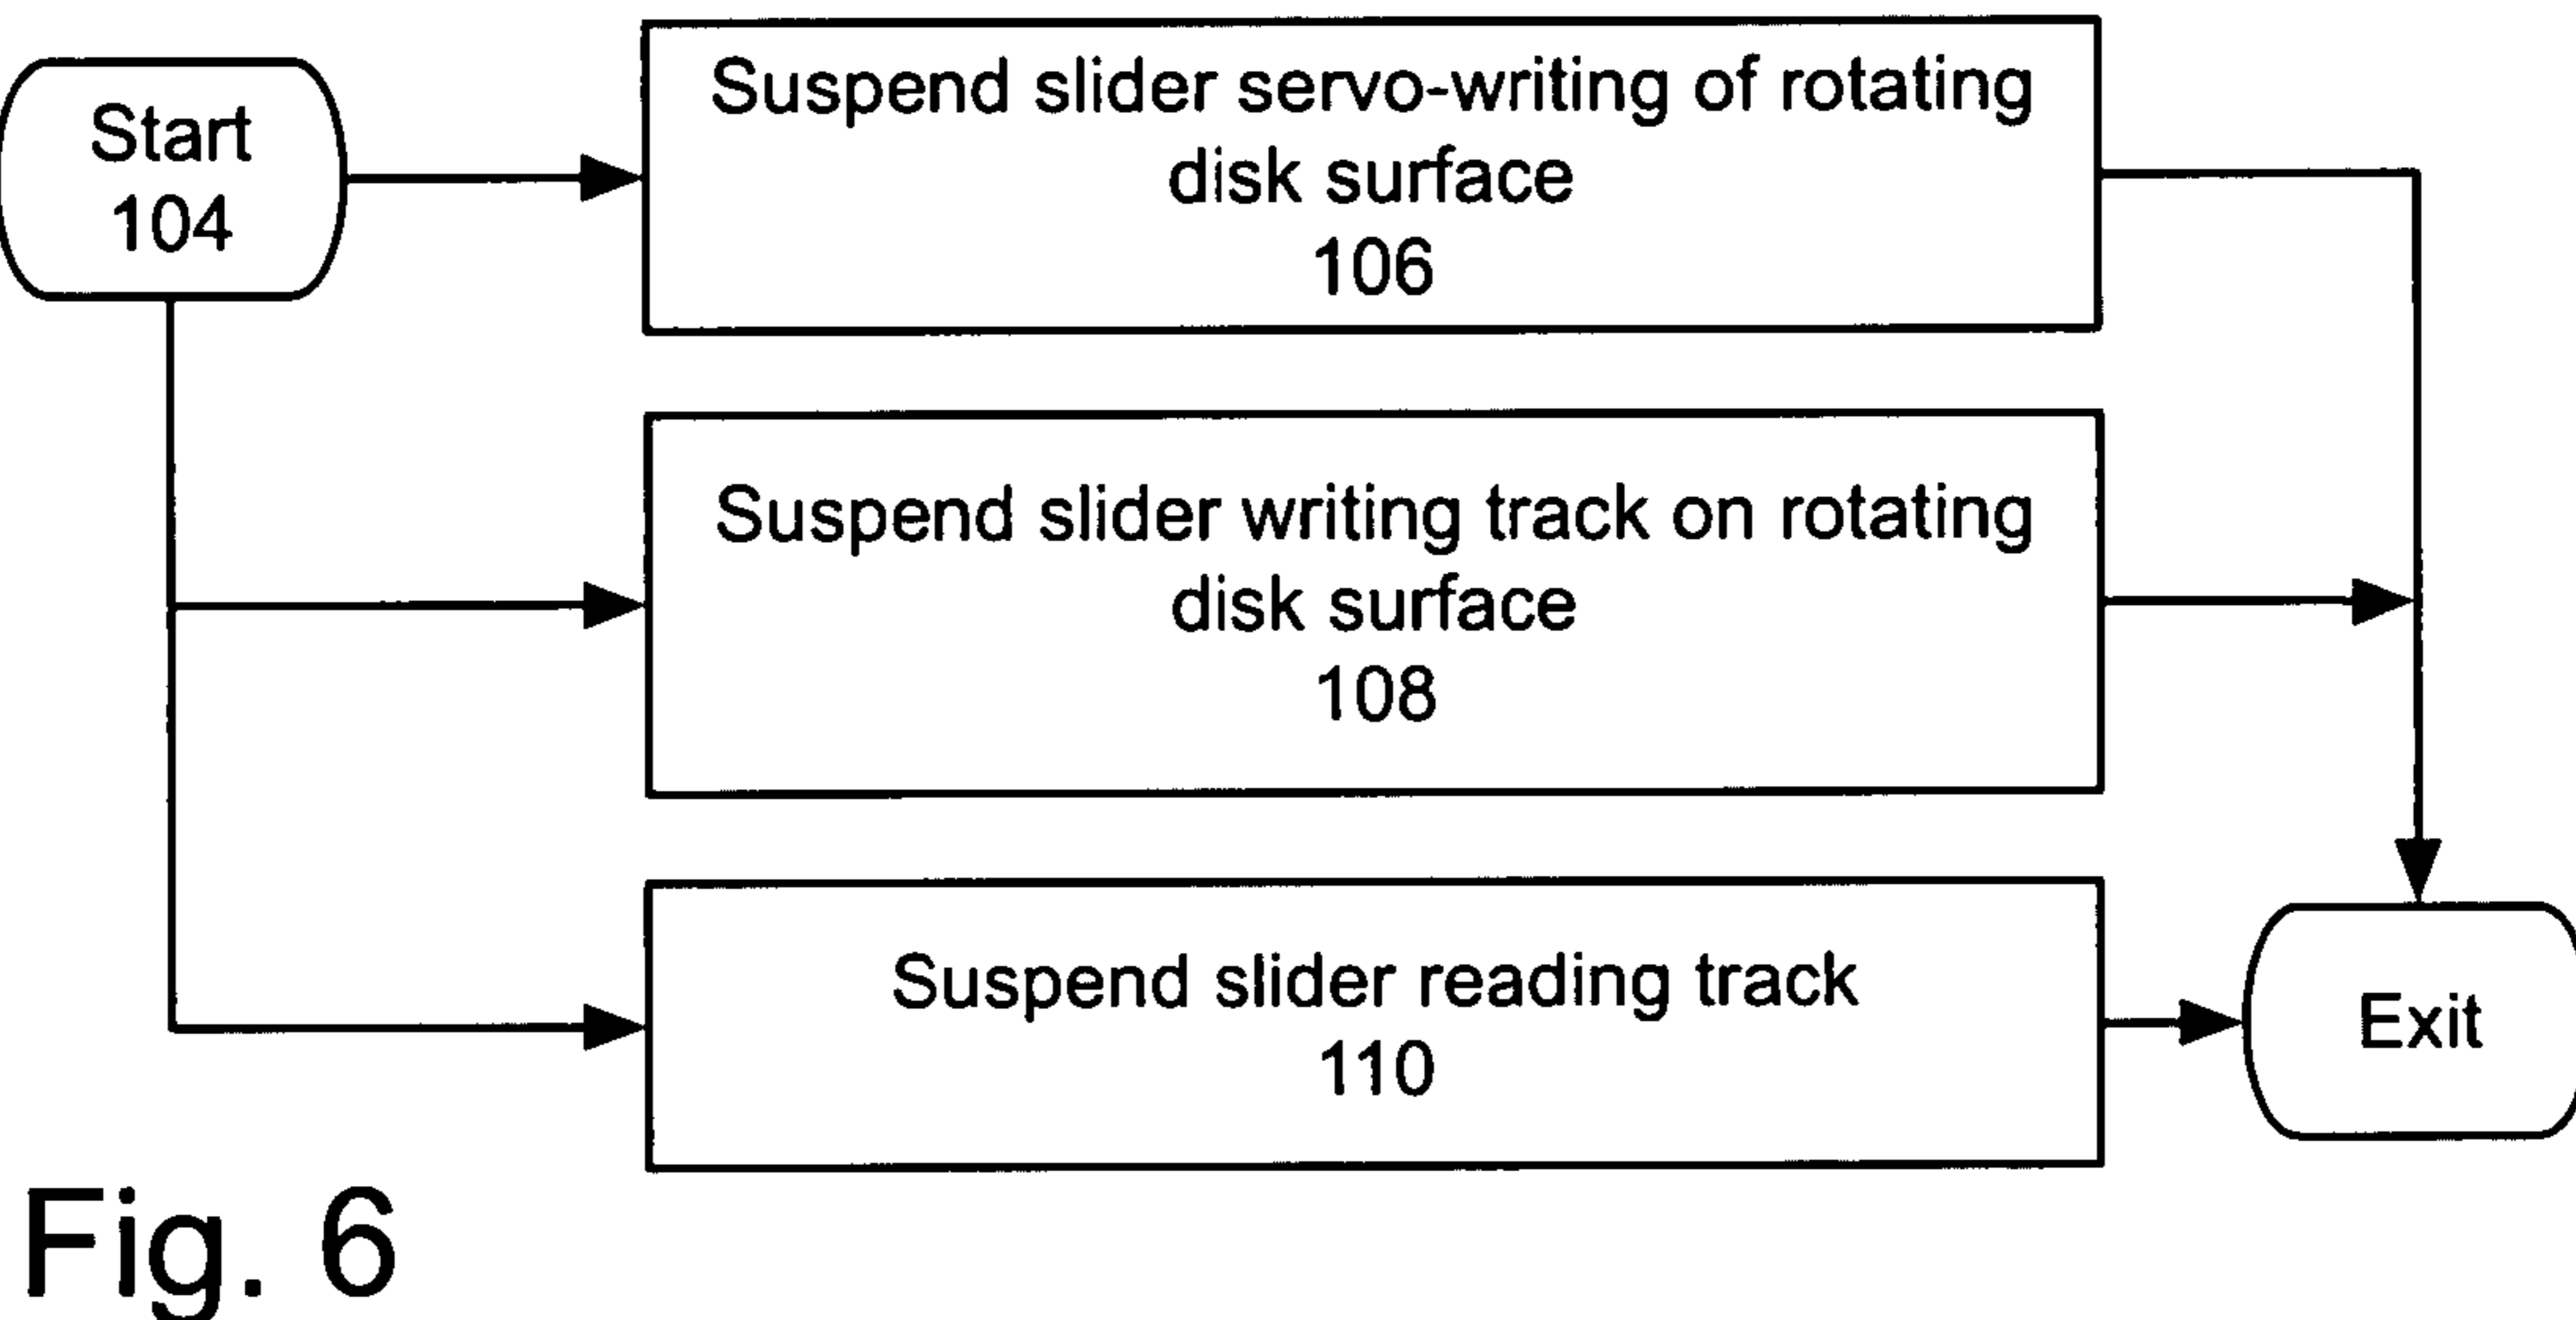 Start
104
Suspend slider servo-writing of rotating
disk surface
106
Suspend slider writing track on rotating
disk surface
108
Suspend slider reading track
110
Exit
Fig. 6